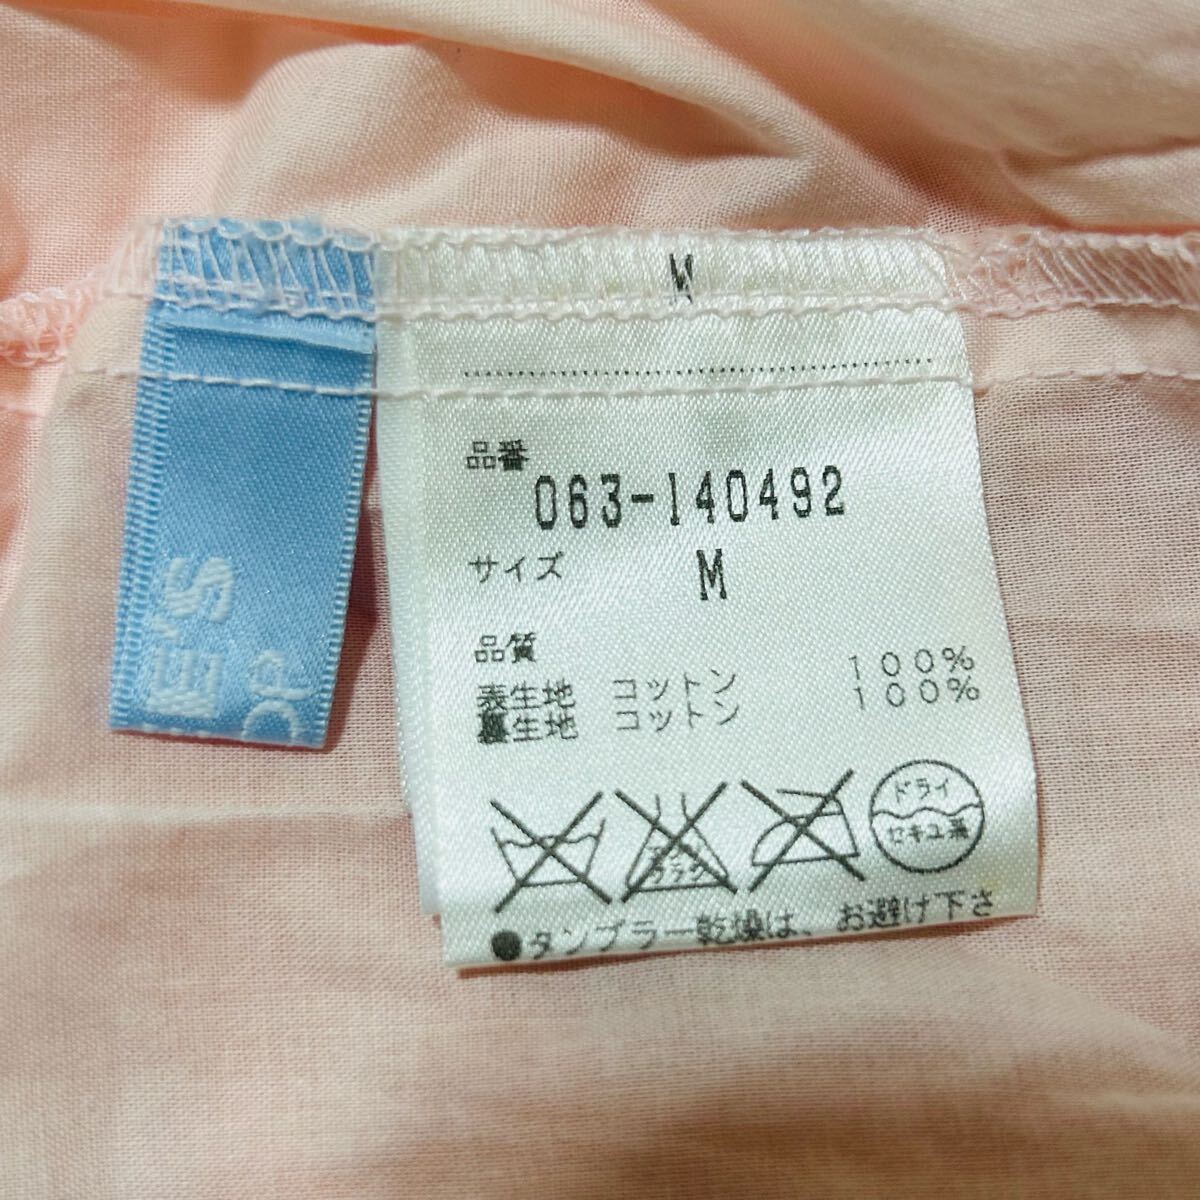 M
品番
063-140492
サイズ M
品質
表生地 コットン 100%
裏生地 コットン 100%
ドライ
セキユ系
●タンブラー乾燥は、お避け下さ
E'S